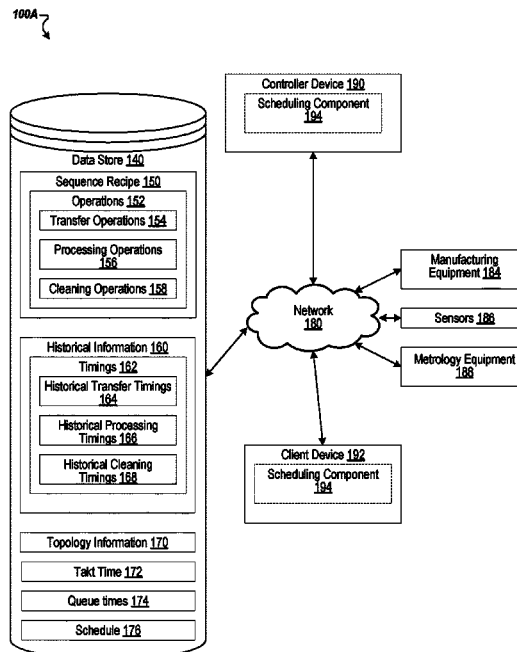 100A
Controller Device 190
Scheduling Component
194
Data Store 140
Sequence Recipe 150
Operations 152
Transfer Operations 154
Processing Operations
156
Cleaning Operations 158
Historical Information 160
Timings 162
Historical Transfer Timings
164
Historical Processing
Timings 166
Historical Cleaning
Timings 168
Topology Information 170
Takt Time 172
Queue times 174
Schedule 176
Network
180
Manufacturing
Equipment 184
Sensors 186
Metrology Equipment
188
Client Device 192
Scheduling Component
194